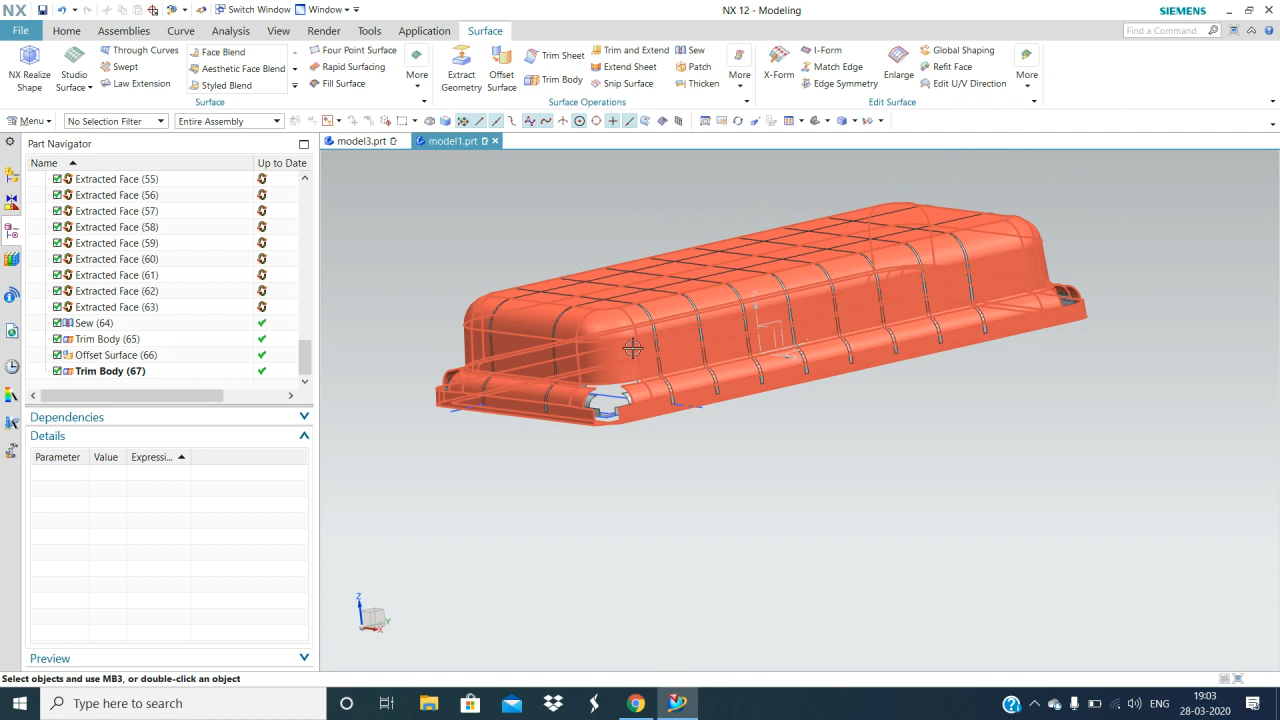 NX
Switch Window
Window
NX 12 - Modeling
SIEMENS
File
Home
Assemblies
Curve
Analysis
View
Render
Tools
Application
Surface
Find a Command
NX Realize
Shape
Studio
Surface
Through Curves
Swept
Law Extension
Face Blend
Aesthetic Face Blend
Styled Blend
Four Point Surface
Rapid Surfacing
Fill Surface
More
Surface
Extract
Geometry
Offset
Surface
Trim Sheet
Trim Body
Trim and Extend
Extend Sheet
Snip Surface
Sew
Patch
Thicken
More
Surface Operations
X-Form
I-Form
Match Edge
Edge Symmetry
Enlarge
Global Shaping
Refit Face
Edit U/V Direction
More
Edit Surface
Menu
No Selection Filter
Entire Assembly
Part Navigator
model3.prt
model1.prt
Name
Up to Date
Extracted Face (55)
Extracted Face (56)
Extracted Face (57)
Extracted Face (58)
Extracted Face (59)
Extracted Face (60)
Extracted Face (61)
Extracted Face (62)
Extracted Face (63)
Sew (64)
Trim Body (65)
Offset Surface (66)
Trim Body (67)
Dependencies
Details
Parameter
Value
Expressi...
Z
Y
X
Preview
Select objects and use MB3, or double-click an object
Type here to search
ENG
19:03
28-03-2020